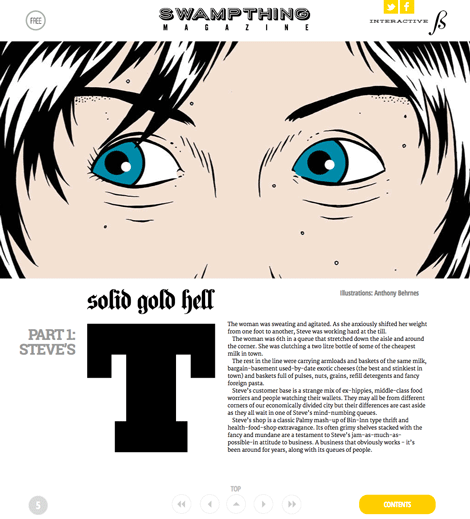 FREE
SWAMPTHING
MAGAZINE
INTERACTIVE fs
solid gold hell
Illustrations: Anthony Behrnes
PART 1:
STEVE'S
T
The woman was sweating and agitated. As she anxiously shifted her weight
from one foot to another, Steve was working hard at the till.
The woman was 6th in a queue that stretched down the aisle and around
the corner. She was clutching a two litre bottle of some of the cheapest
milk in town.
The rest in the line were carrying armloads and baskets of the same milk,
bargain-basement used-by-date exotic cheeses (the best and stinkiest in
town) and baskets full of pulses, nuts, grains, refill detergents and fancy
foreign pasta.
Steve's customer base is a strange mix of ex-hippies, middle-class food
worriers and people watching their wallets. They may all be from different
corners of our economically divided city but their differences are cast aside
as they all wait in one of Steve's mind-numbing queues.
Steve's shop is a classic Palmy mash-up of Bin-Inn type thrift and
health-food-shop extravagance. Its often grimy shelves stacked with the
fancy and mundane are a testament to Steve's jam-as-much-as-
possible-in attitude to business. A business that obviously works – it's
been around for years, along with its queues of people.
TOP
5
CONTENTS